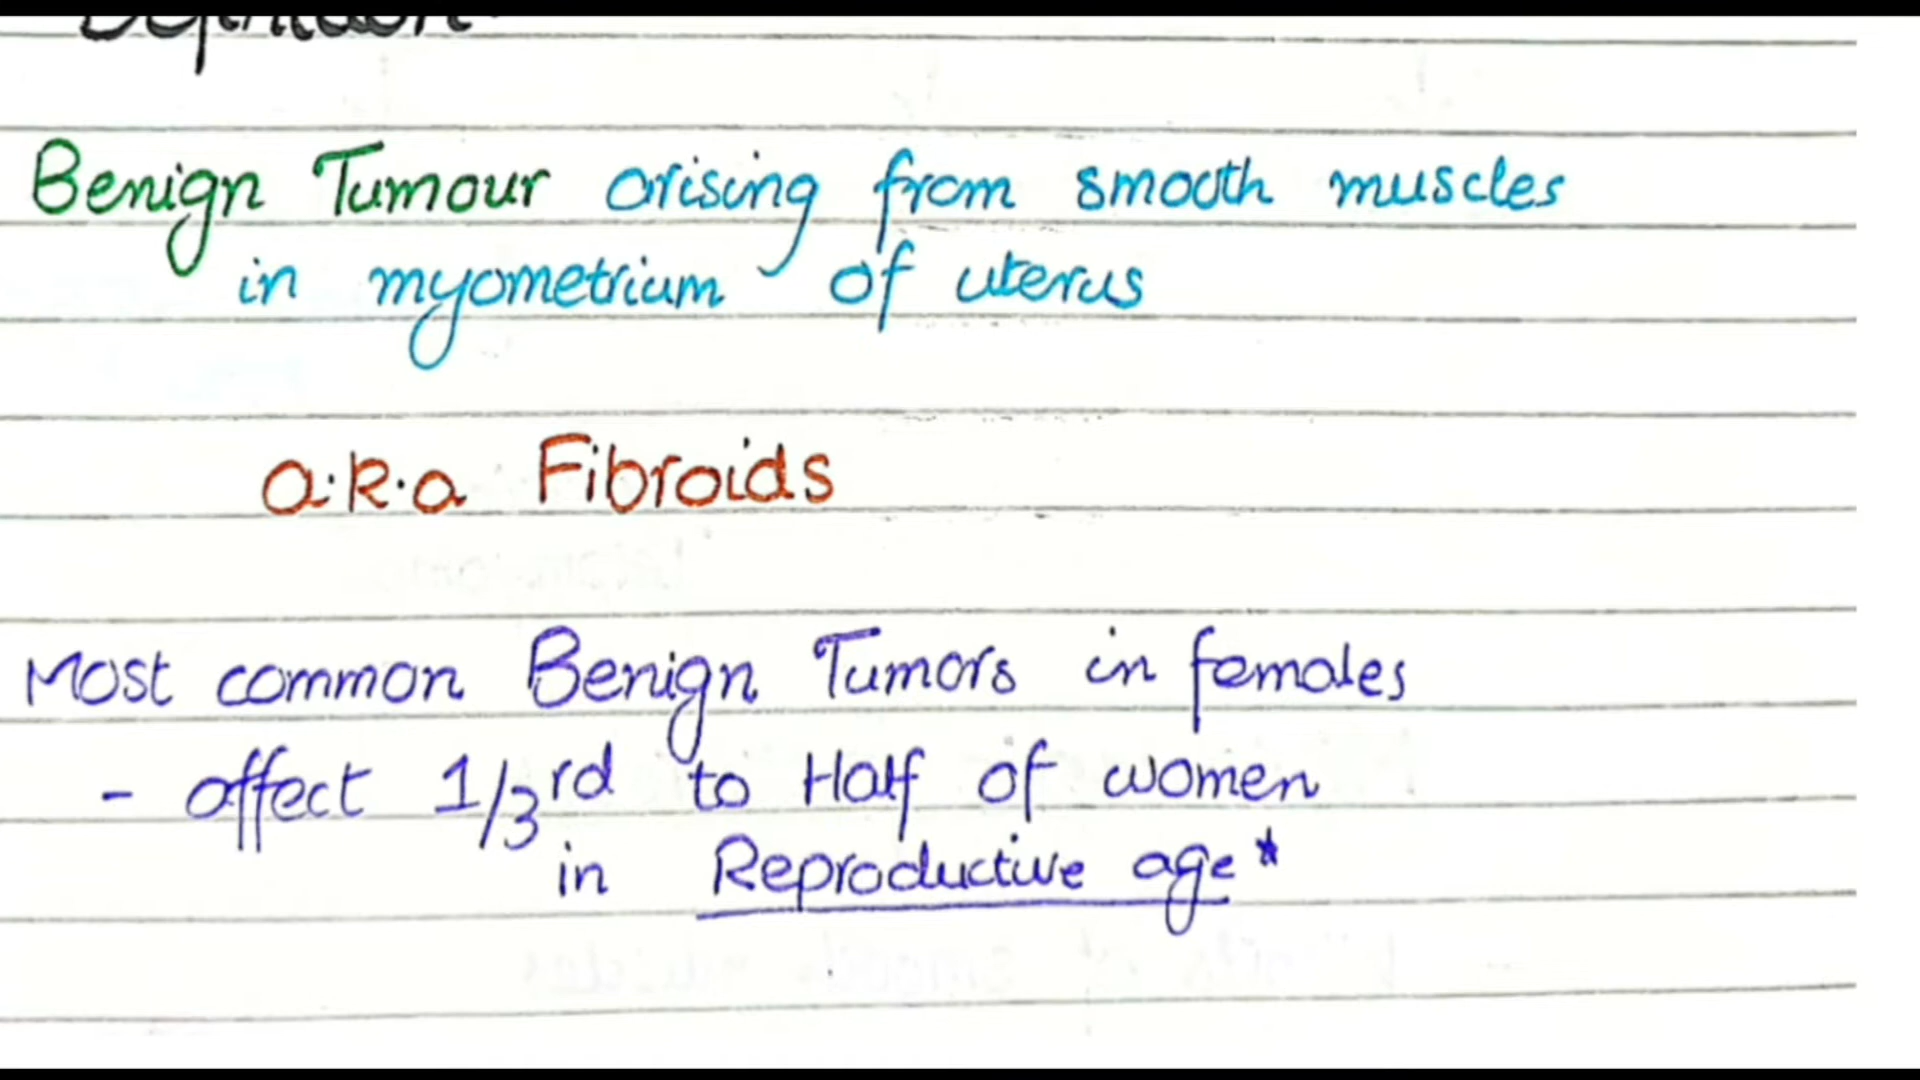 Definition
Benign Tumour arising from smooth muscles
in myometrium of uterus
a.k.a Fibroids
Most common Benign Tumors in females
- affect 1/3rd to Half of women
in Reproductive age*